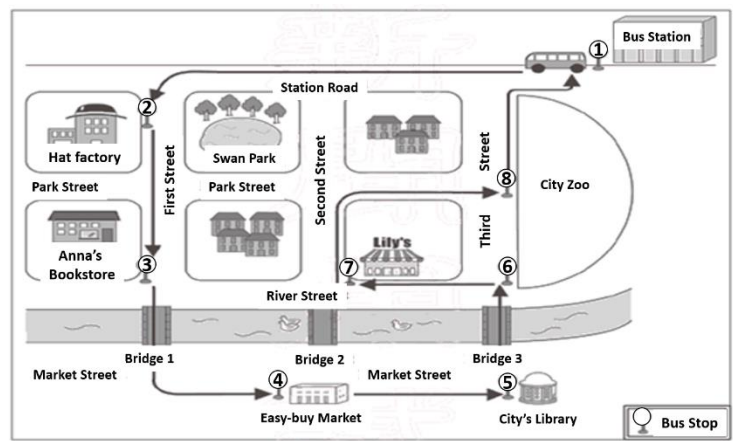 Bus Station
①
Station Road
②
Hat factory
First Street
Swan Park
Second Street
Street
City Zoo
⑧
Park Street
Park Street
Third
Anna's
Bookstore
③
Lily's
⑦
⑥
River Street
Bridge 1
Bridge 2
Bridge 3
Market Street
④
Market Street
⑤
Easy-buy Market
City's Library
Bus Stop